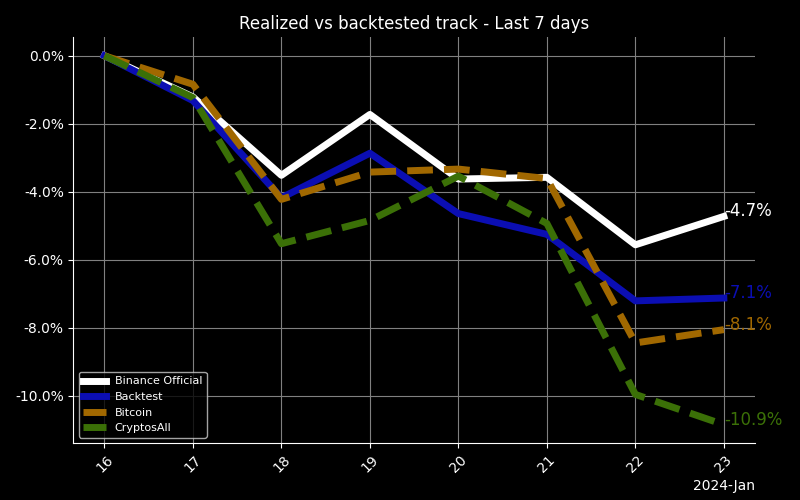 Realized vs backtested track - Last 7 days
0.0%
-2.0%
-4.0%
-6.0%
-8.0%
-10.0%
-4.7%
-7.1%
-8.1%
-10.9%
Binance Official
Backtest
Bitcoin
CryptosAll
16 17 18 19 20 21 22 23
2024-Jan